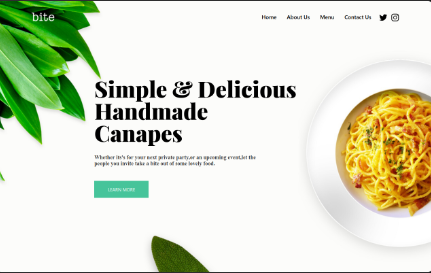 bite
Home About Us Menu Contact Us
Simple & Delicious
Handmade
Canapes
Whether its's for your next private party,or an upcoming event,let the
people you invite take a bite out of some lovely food.
LEARN MORE